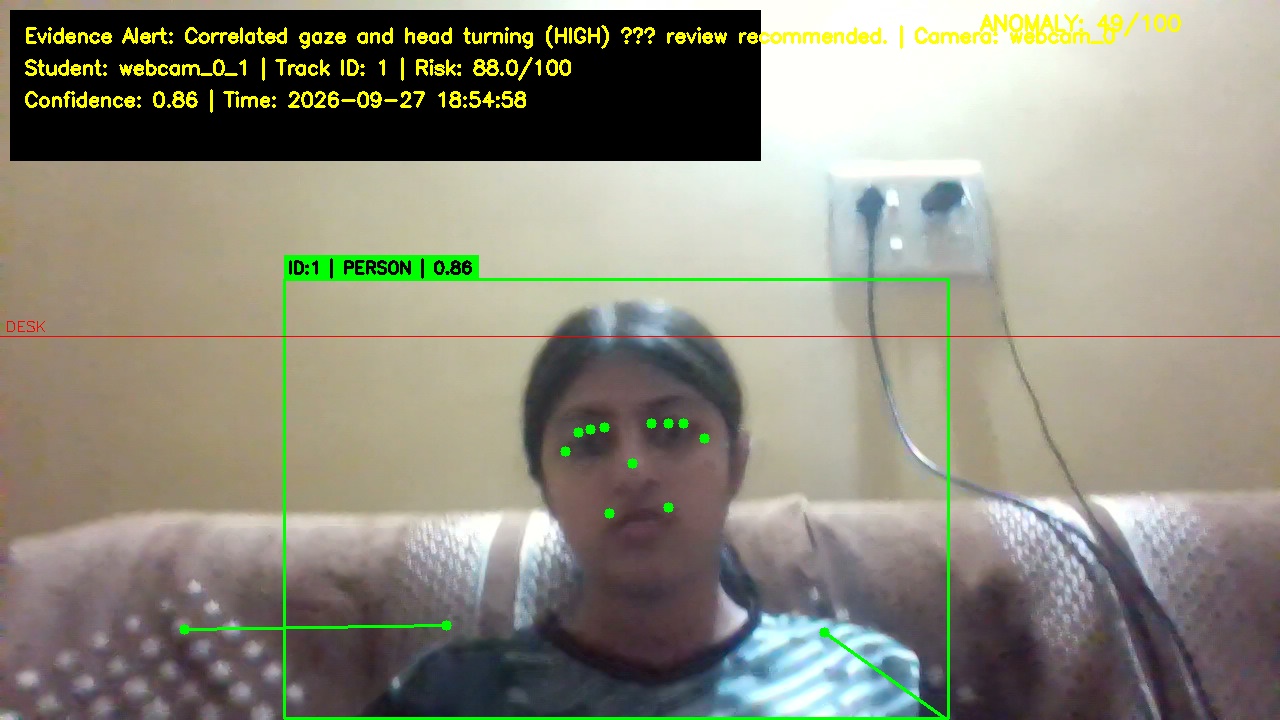 Evidence Alert: Correlated gaze and head turning (HIGH) ??? review recommended. | Camera: webcam_0
ANOMALY: 49/100
Student: webcam_0_1 | Track ID: 1 | Risk: 88.0/100
Confidence: 0.86 | Time: 2026-09-27 18:54:58
ID:1 | PERSON | 0.86
DESK